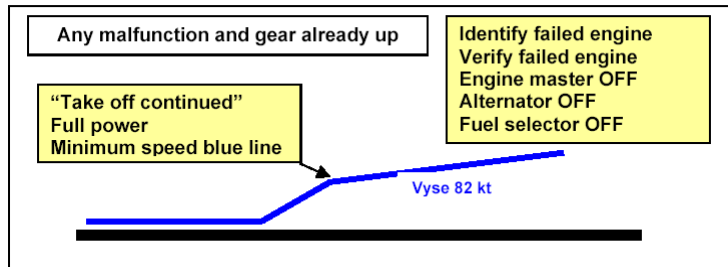 Any malfunction and gear already up
“Take off continued”
Full power
Minimum speed blue line
Identify failed engine
Verify failed engine
Engine master OFF
Alternator OFF
Fuel selector OFF
Vyse 82 kt